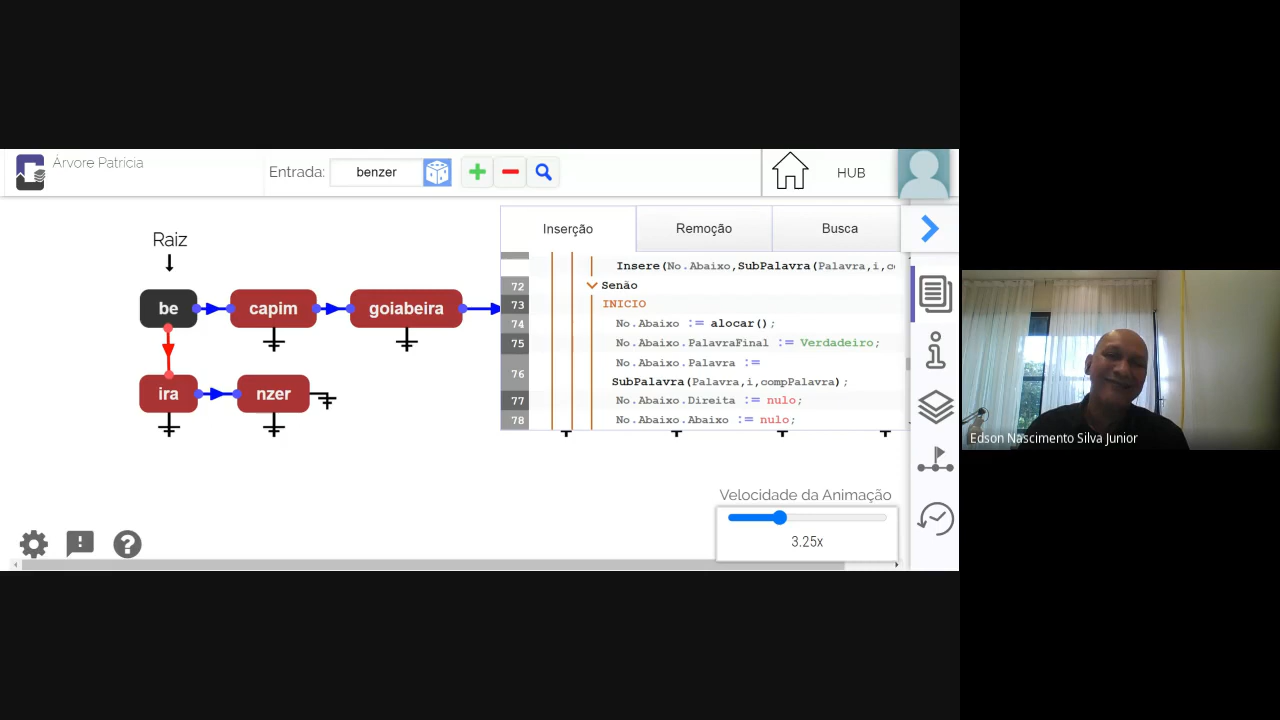 Árvore Patrícia
Entrada:
benzer
HUB
Raiz
be
capim
goiabeira
ira
nzer
Inserção
Remoção
Busca
Insere(No.Abaixo,SubPalavra(Palavra,i,c
72 Senão
73 INICIO
74 No.Abaixo := alocar();
75 No.Abaixo.PalavraFinal := Verdadeiro;
76 No.Abaixo.Palavra :=
SubPalavra(Palavra,i,compPalavra);
77 No.Abaixo.Direita := nulo;
78 No.Abaixo.Abaixo := nulo;
Velocidade da Animação
3.25x
Edson Nascimento Silva Junior